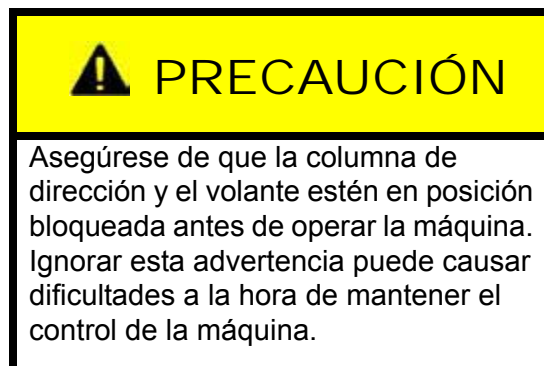 PRECAUCIÓN
Asegúrese de que la columna de
dirección y el volante estén en posición
bloqueada antes de operar la máquina.
Ignorar esta advertencia puede causar
dificultades a la hora de mantener el
control de la máquina.